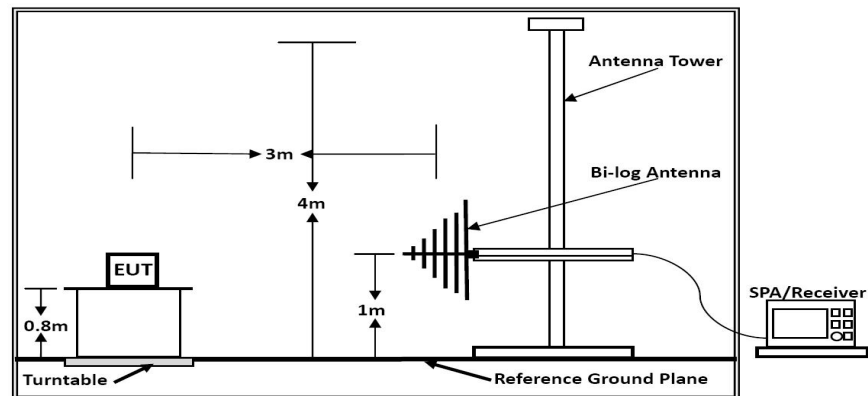 Antenna Tower
3m
Bi-log Antenna
4m
EUT
SPA/Receiver
0.8m
1m
Turntable
Reference Ground Plane